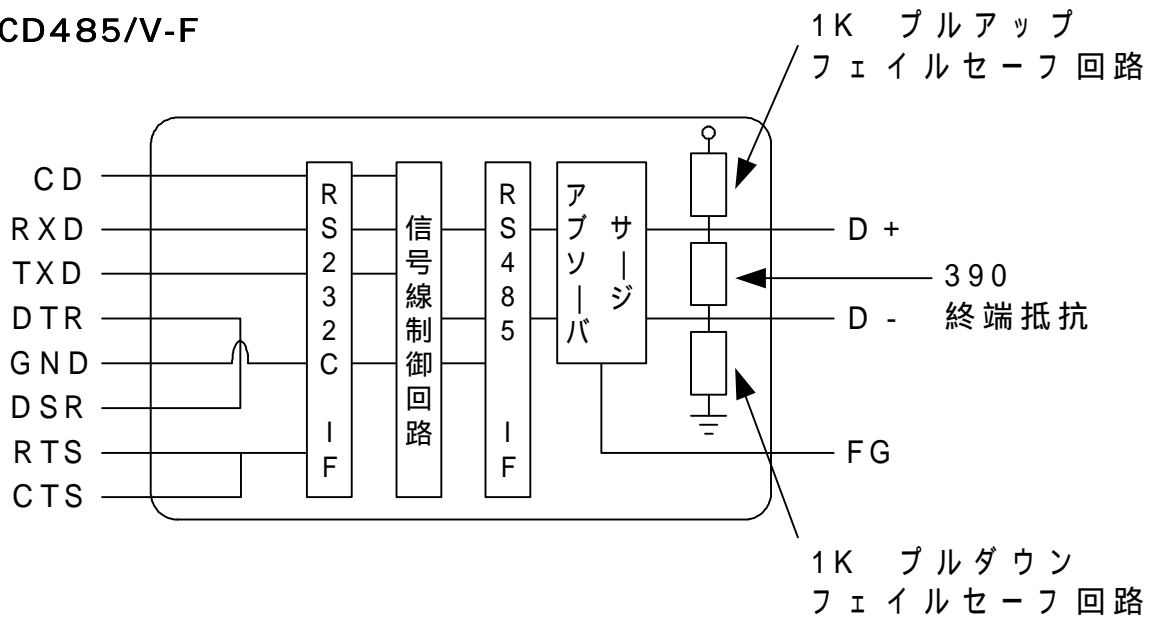 CD485/V-F
1K プルアップ
フェイルセーフ回路
CD
RXD
TXD
DTR
GND
DSR
RTS
CTS
RS232C IF
信号線制御回路
RS485 IF
サージ
アブソーバ
D +
390
終端抵抗
D -
FG
1K プルダウン
フェイルセーフ回路